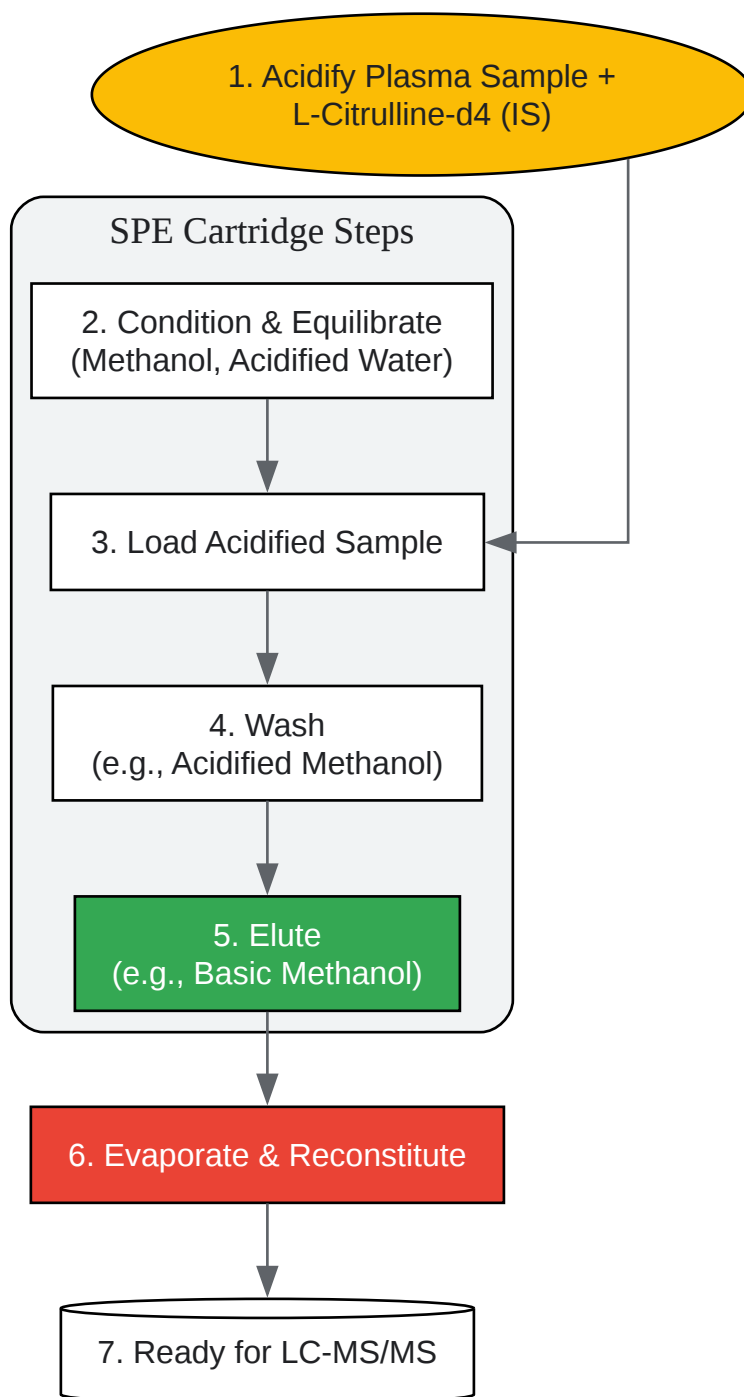 1. Acidify Plasma Sample +
L-Citrulline-d4 (IS)
SPE Cartridge Steps
2. Condition & Equilibrate
(Methanol, Acidified Water)
3. Load Acidified Sample
4. Wash
(e.g., Acidified Methanol)
5. Elute
(e.g., Basic Methanol)
6. Evaporate & Reconstitute
7. Ready for LC-MS/MS